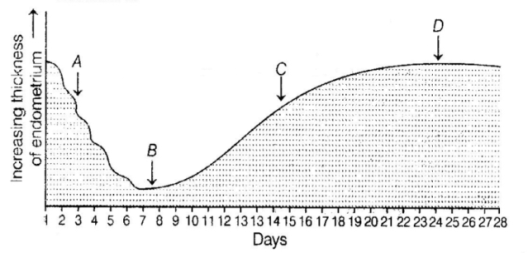 Increasing thickness
of endometrium
A
B
C
D
1 2 3 4 5 6 7 8 9 10 11 12 13 14 15 16 17 18 19 20 21 22 23 24 25 26 27 28
Days